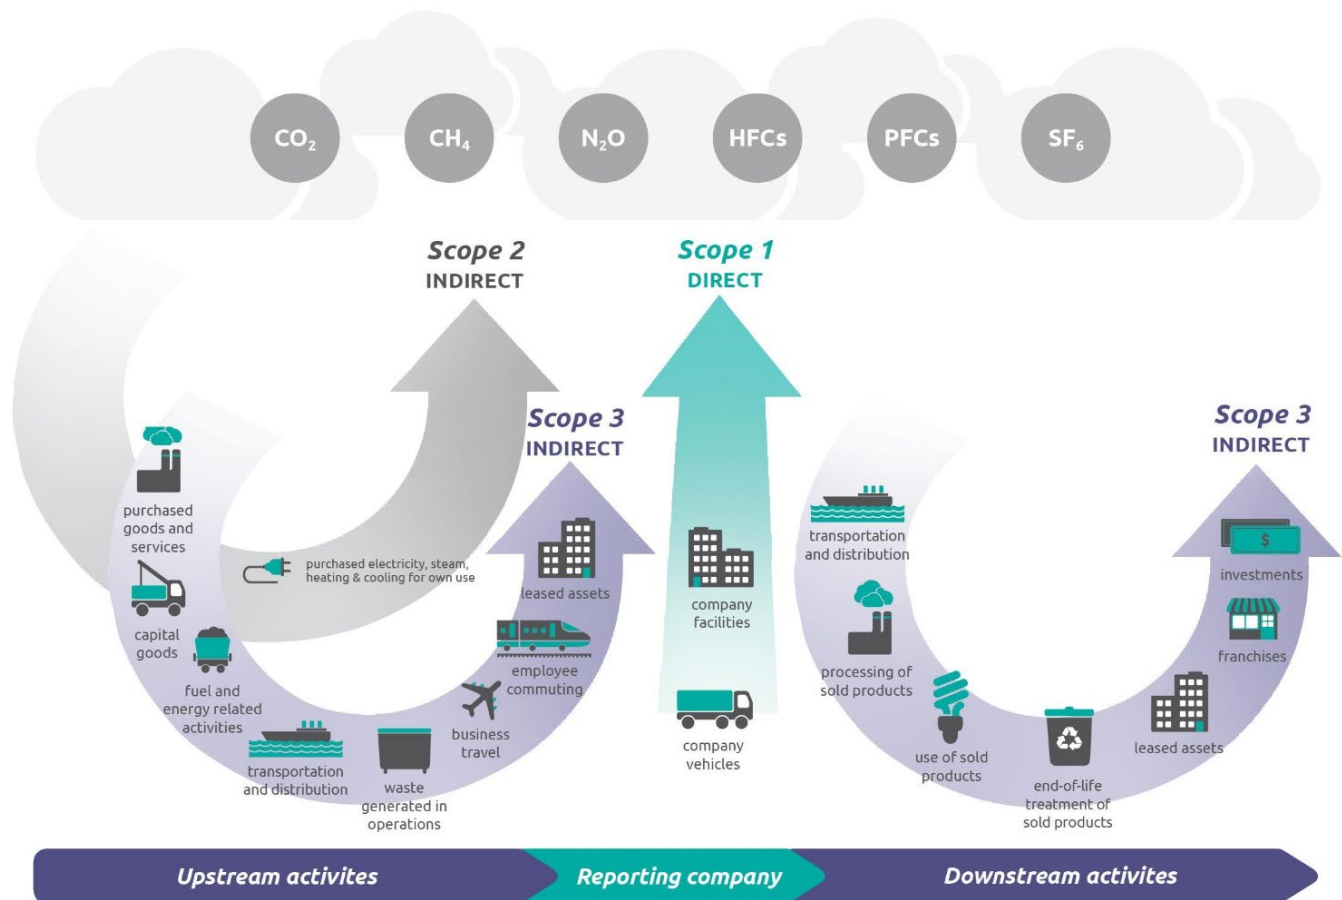 CO₂
CH₄
N₂O
HFCs
PFCs
SF₆
Scope 2
INDIRECT
Scope 1
DIRECT
Scope 3
INDIRECT
Scope 3
INDIRECT
purchased
goods and
services
capital
goods
fuel and
energy related
activities
transportation
and distribution
waste
generated in
operations
business
travel
employee
commuting
leased assets
purchased electricity, steam,
heating & cooling for own use
company
facilities
company
vehicles
transportation
and distribution
processing of
sold products
use of sold
products
end-of-life
treatment of
sold products
leased assets
franchises
$
investments
Upstream activites
Reporting company
Downstream activites